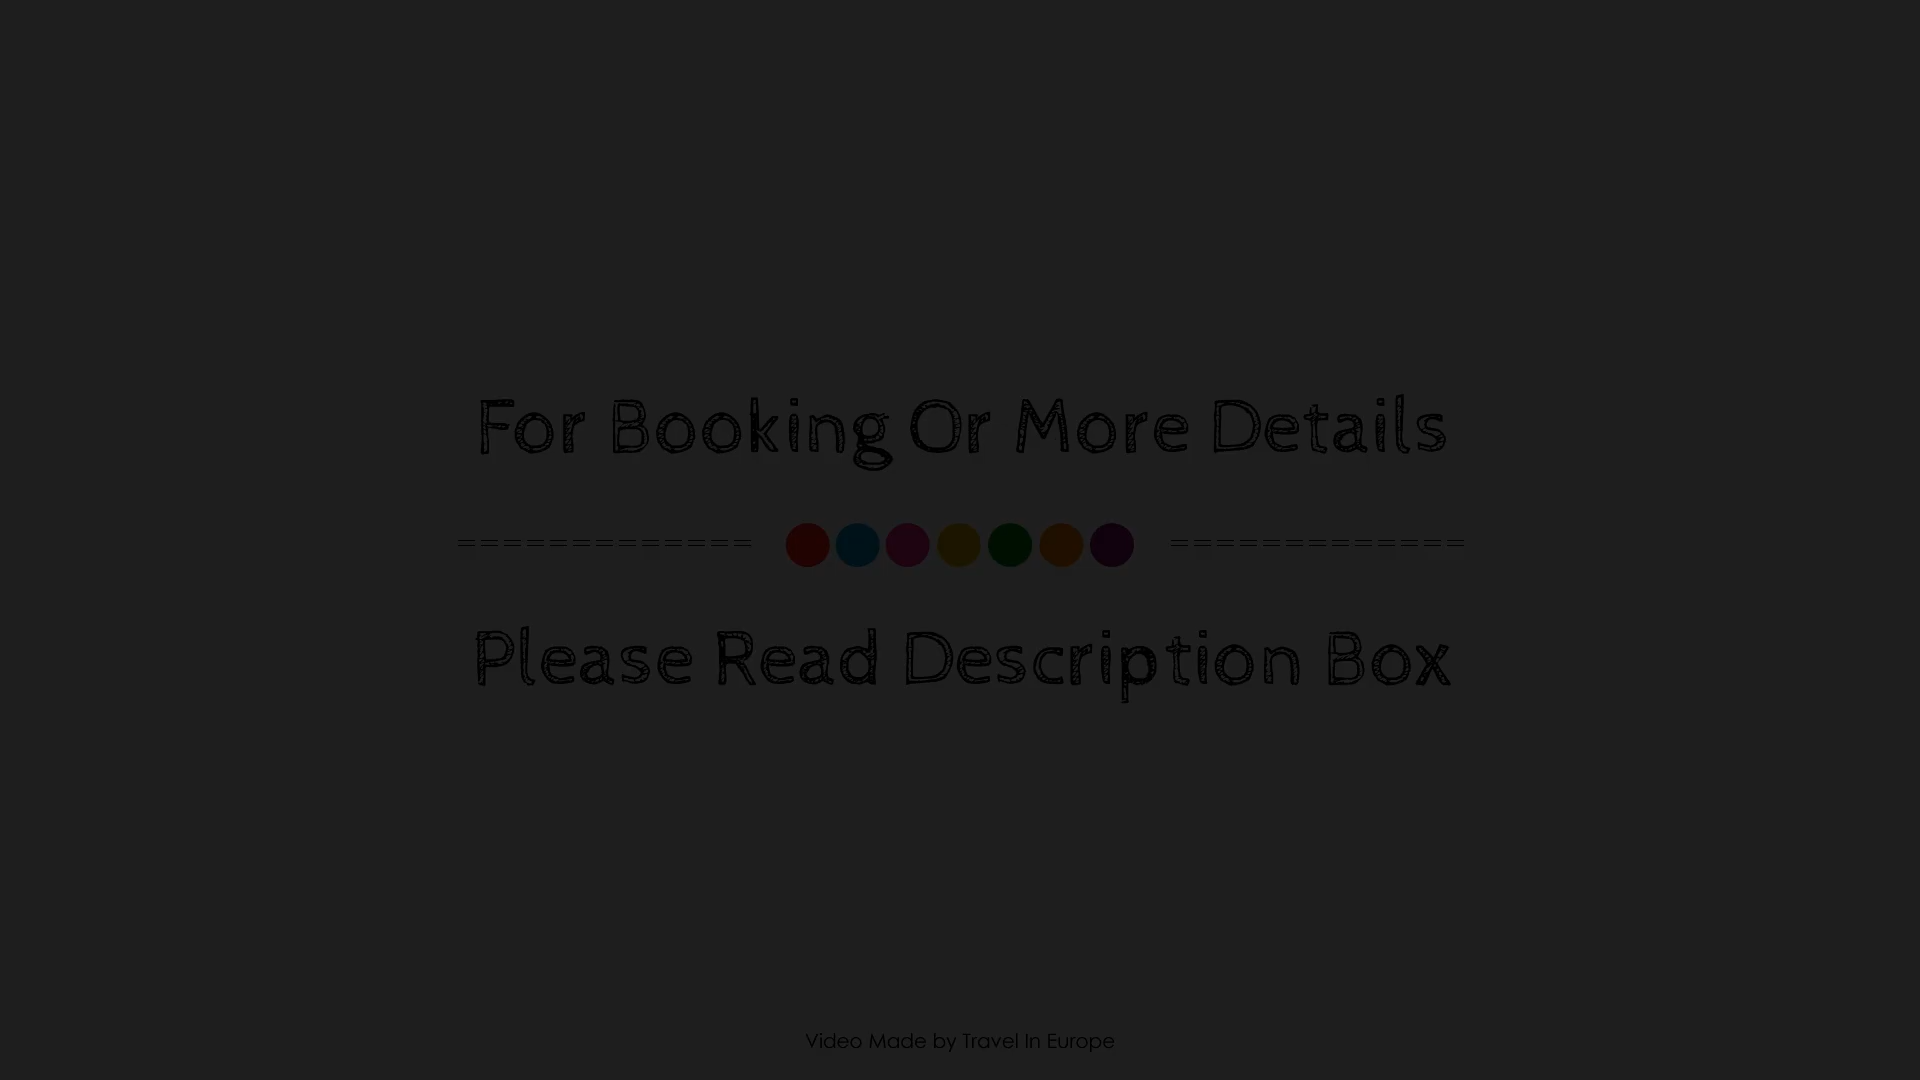 For Booking Or More Details
============= =============
Please Read Description Box
Video Made by Travel In Europe